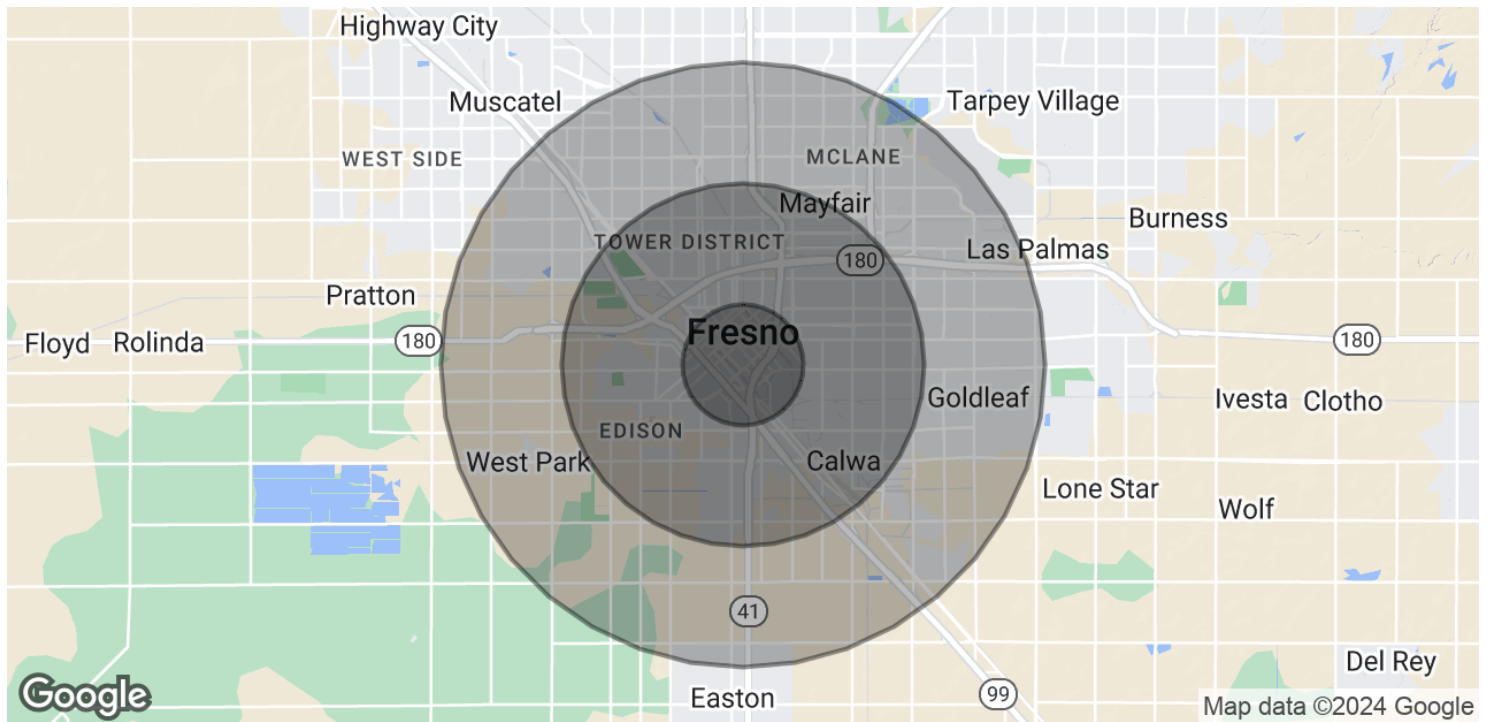 Highway City
Muscatel
Tarpey Village
WEST SIDE
MCLANE
Mayfair
Burness
TOWER DISTRICT
Las Palmas
180
Pratton
Fresno
Floyd
Rolinda
180
180
Goldleaf
Ivesta
Clotho
EDISON
West Park
Calwa
Lone Star
Wolf
41
Del Rey
Google
Easton
99
Map data ©2024 Google